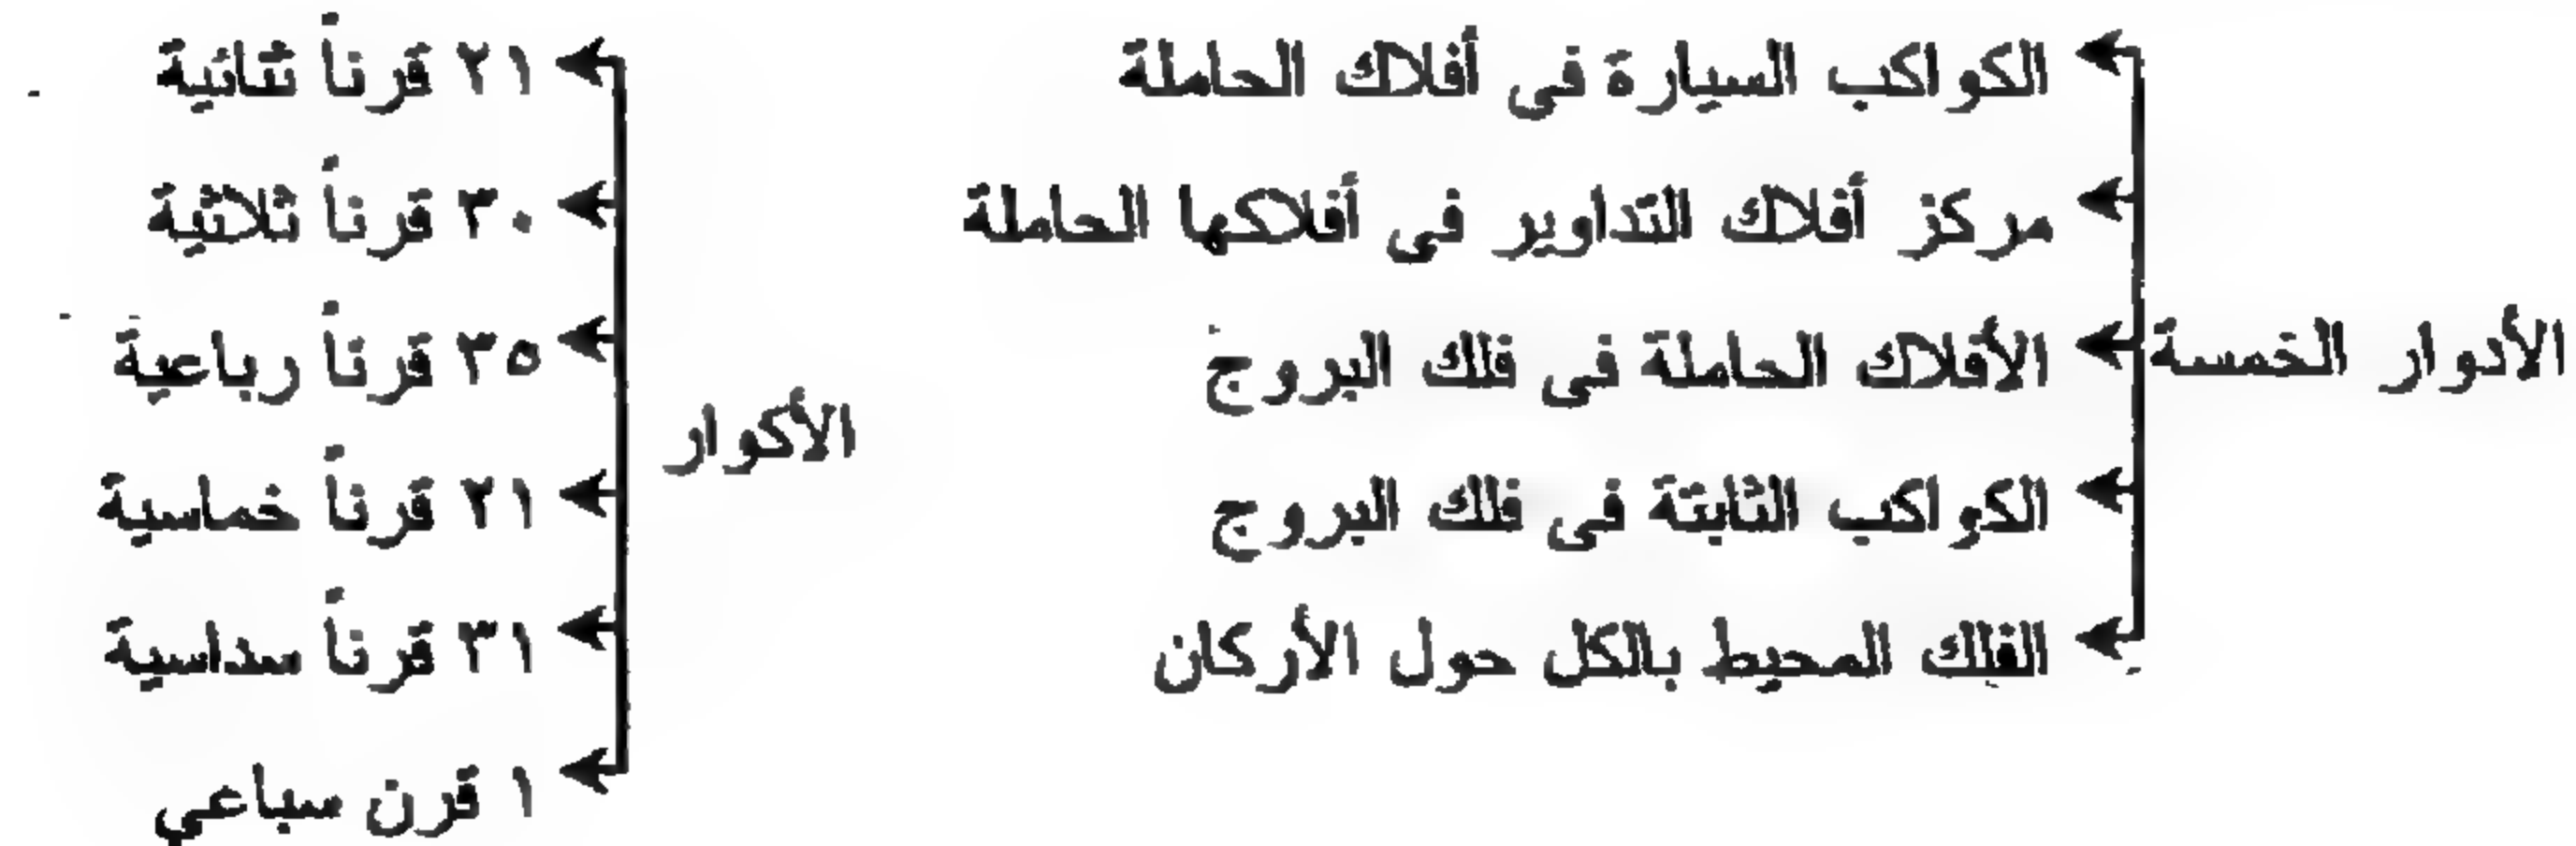 الأدوار الخمسة
الكواكب السيارة فى أفلاك الحاملة
مركز أفلاك التداوير فى أفلاكها الحاملة
الأفلاك الحاملة فى فلك البروج
الكواكب الثابتة فى فلك البروج
الفلك المحيط بالكل حول الأركان
الأكوار
٢١ قرناً ثنائية
٣٠ قرناً ثلاثية
٣٥ قرناً رباعية
٢١ قرناً خماسية
٣١ قرناً سداسية
١ قرن سباعي